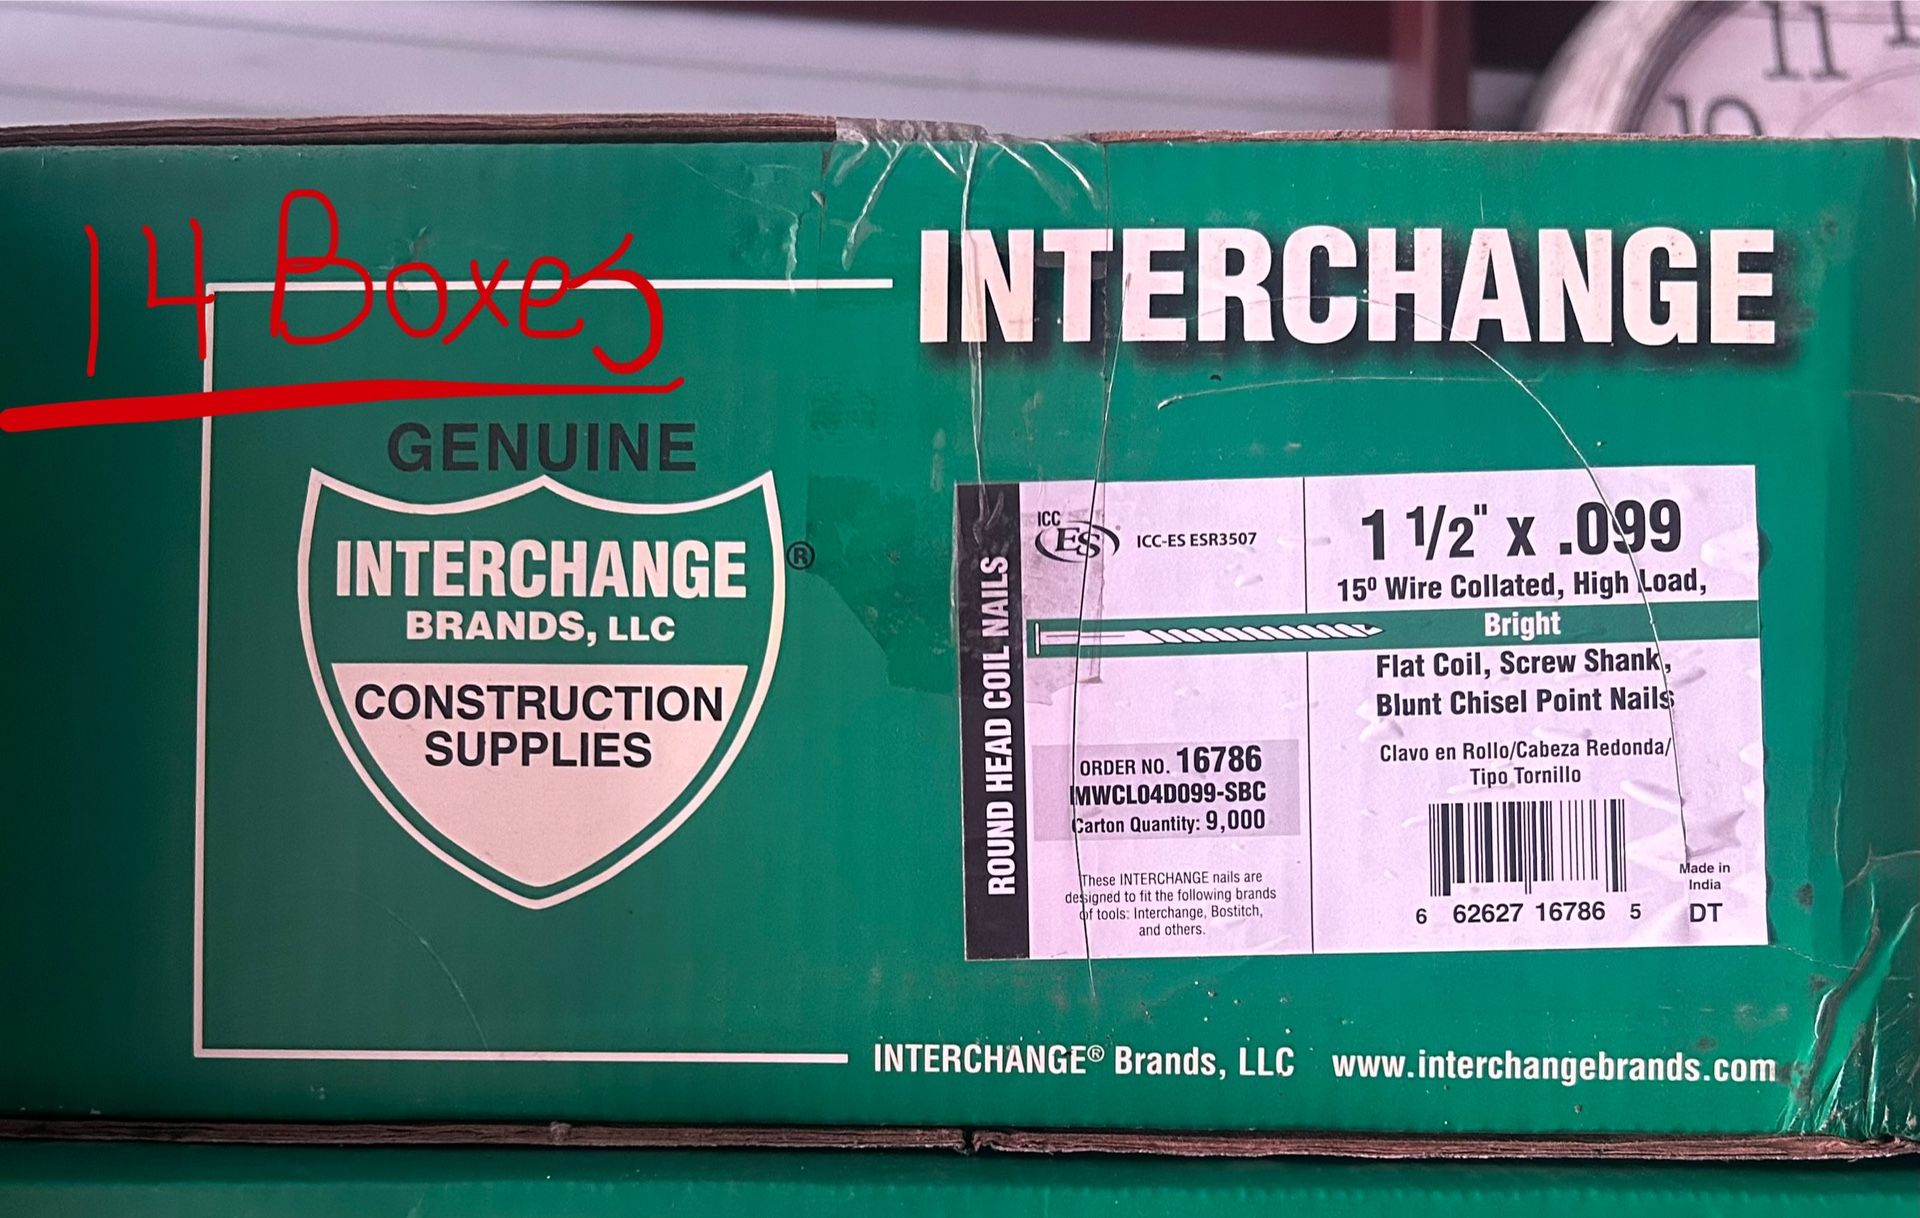 11
10
14 Boxes
INTERCHANGE
GENUINE
INTERCHANGE
BRANDS, LLC
®
CONSTRUCTION
SUPPLIES
ROUND HEAD COIL NAILS
ICC
ES
ICC-ES ESR3507
1 1/2" x .099
15º Wire Collated, High Load,
Bright
Flat Coil, Screw Shank,
Blunt Chisel Point Nails
Clavo en Rollo/Cabeza Redonda/
Tipo Tornillo
ORDER NO. 16786
MWCL04D099-SBC
Carton Quantity: 9,000
These INTERCHANGE nails are
designed to fit the following brands
of tools: Interchange, Bostitch,
and others.
6 62627 16786 5
Made in
India
DT
INTERCHANGE® Brands, LLC www.interchangebrands.com